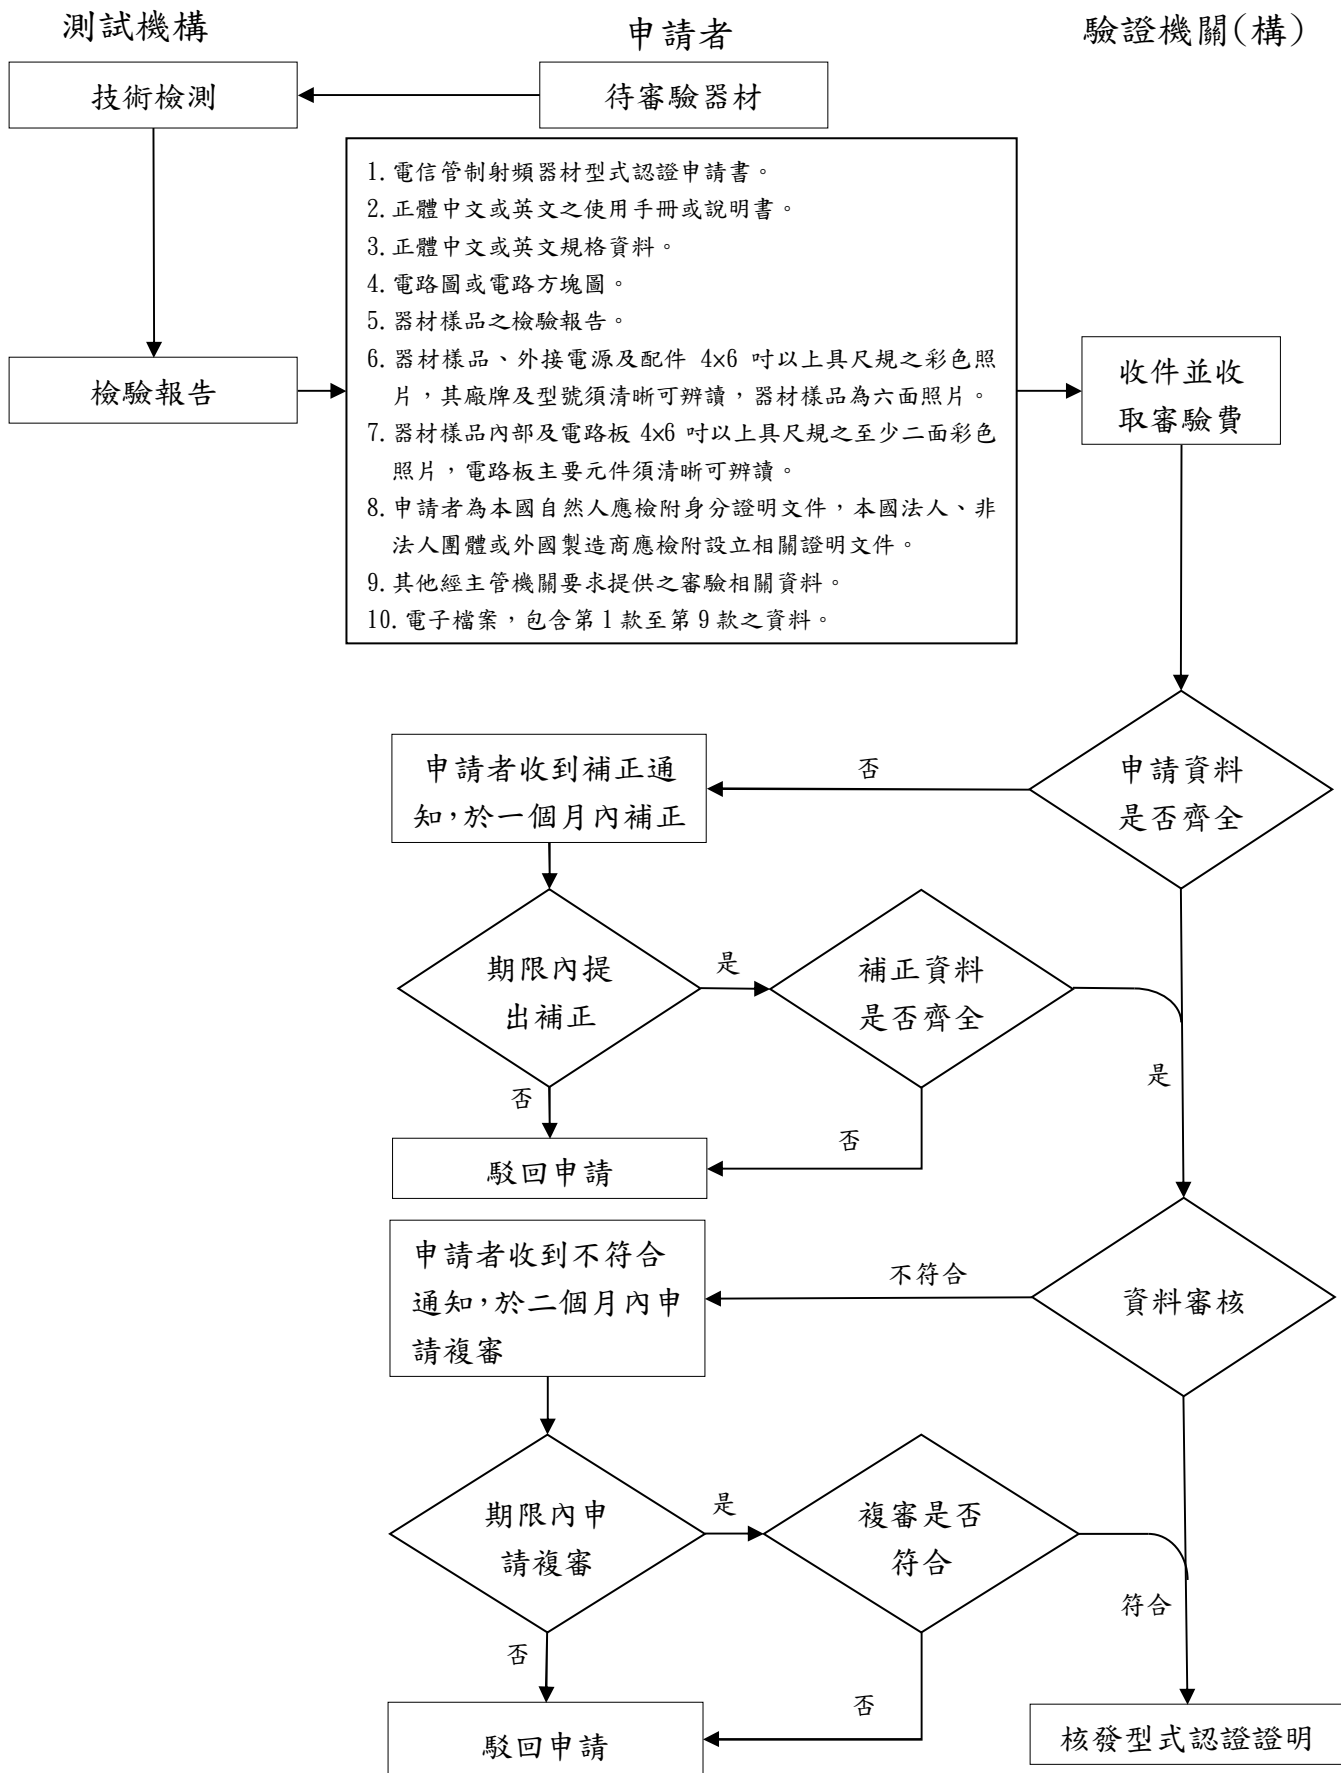 測試機構
申請者
驗證機關(構)
技術檢測
待審驗器材
1.電信管制射頻器材型式認證申請書。
2.正體中文或英文之使用手冊或說明書。
3.正體中文或英文規格資料。
4.電路圖或電路方塊圖。
5.器材樣品之檢驗報告。
6.器材樣品、外接電源及配件 4×6 吋以上具尺規之彩色照
片，其廠牌及型號須清晰可辨讀，器材樣品為六面照片。
7.器材樣品內部及電路板 4×6 吋以上具尺規之至少二面彩色
照片，電路板主要元件須清晰可辨讀。
8.申請者為本國自然人應檢附身分證明文件，本國法人、非
法人團體或外國製造商應檢附設立相關證明文件。
9.其他經主管機關要求提供之審驗相關資料。
10.電子檔案，包含第 1 款至第 9 款之資料。
檢驗報告
收件並收
取審驗費
申請者收到補正通
知，於一個月內補正
否
申請資料
是否齊全
期限內提
出補正
是
補正資料
是否齊全
是
否
否
駁回申請
申請者收到不符合
通知，於二個月內申
請複審
不符合
資料審核
期限內申
請複審
是
複審是否
符合
符合
否
否
駁回申請
核發型式認證證明